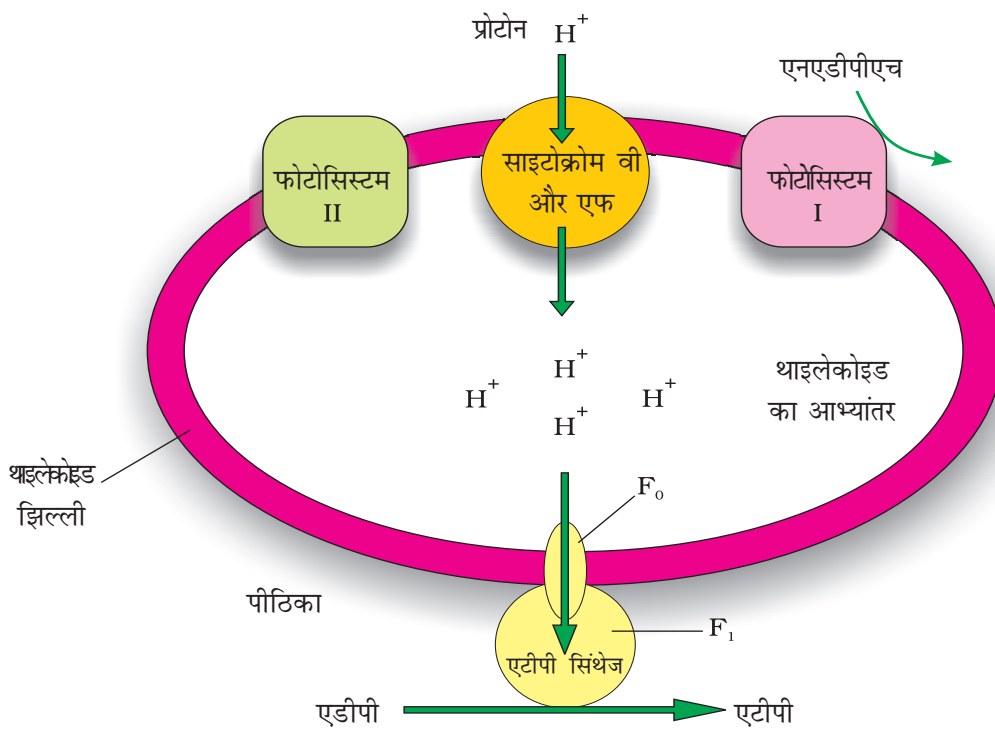 प्रोटोन H⁺
एनएडीपीएच
फोटोसिस्टम
II
साइटोक्रोम वी
और एफ
फोटोसिस्टम
I
H⁺
H⁺
H⁺
H⁺
थाइलेकोइड
का आभ्यांतर
थाइलेकोइड
झिल्ली
F₀
पीठिका
F₁
एटीपी सिंथेज
एडीपी
एटीपी